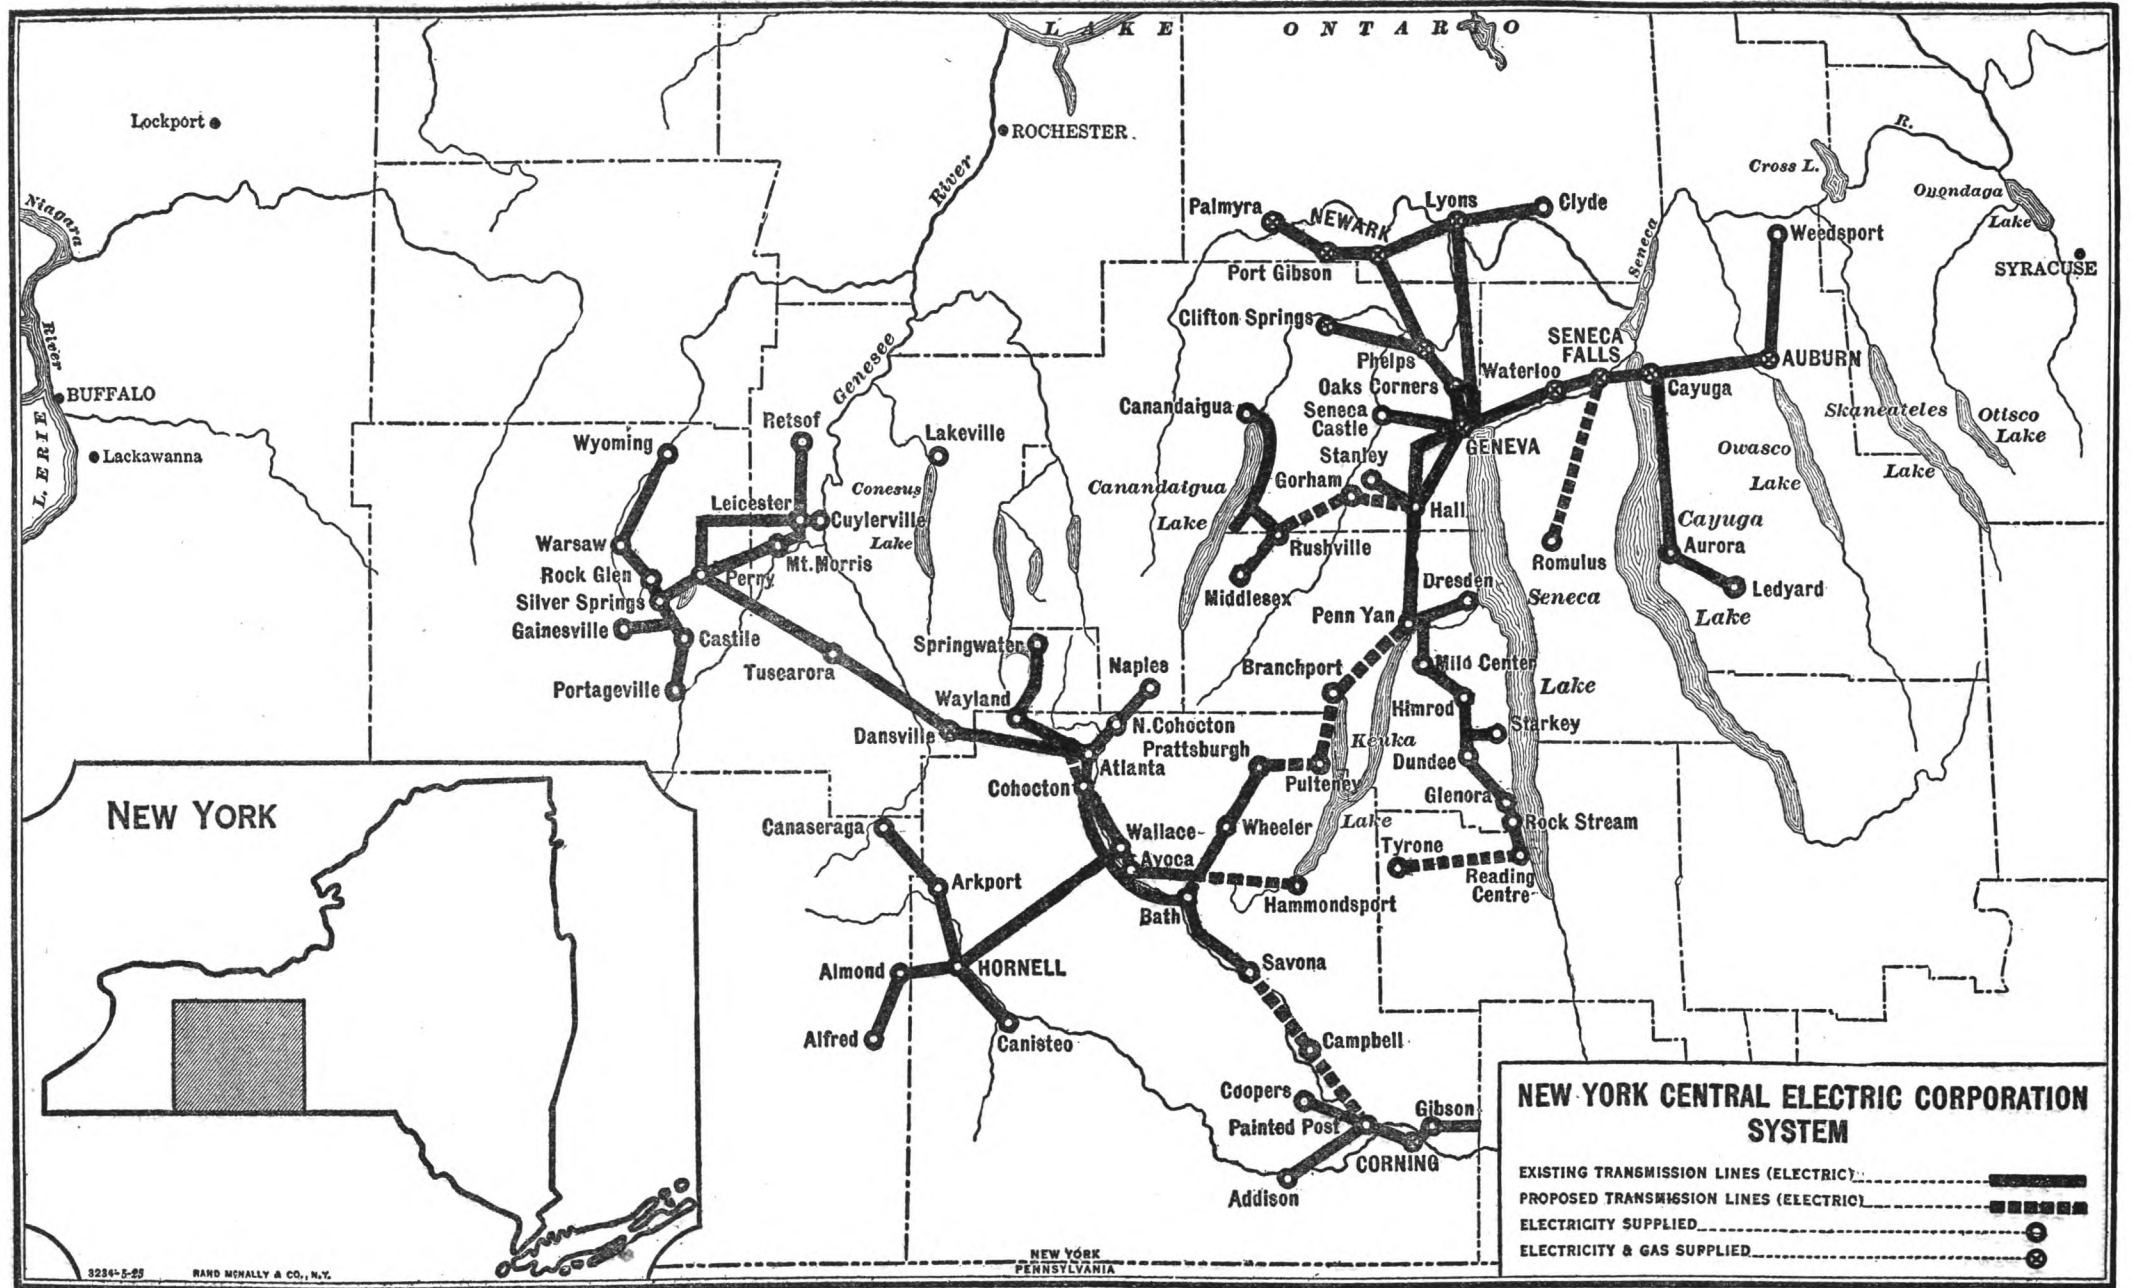 LAKE ONTARIO
Lockport
ROCHESTER
River
R.
Cross L.
Onondaga
Lake
SYRACUSE
Niagara
River
BUFFALO
L. ERIE
Lackawanna
Palmyra
NEWARK
Lyons
Clyde
Port Gibson
Seneca
Weedsport
Clifton Springs
Phelps
SENECA
FALLS
Waterloo
AUBURN
Cayuga
Oaks Corners
Seneca
Castle
GENEVA
Canandaigua
Stanley
Gorham
Hall
Canandaigua
Lake
Rushville
Middlesex
Skaneateles
Lake
Otisco
Lake
Owasco
Lake
Cayuga
Lake
Aurora
Ledyard
Romulus
Genesee
Retsof
Lakeville
Wyoming
Leicester
Cuylerville
Conesus
Lake
Warsaw
Mt. Morris
Rock Glen
Perry
Silver Springs
Gainesville
Castile
Portageville
Tuscarora
Springwater
Naples
Wayland
N. Cohocton
Dansville
Atlanta
Cohocton
Dresden
Penn Yan
Seneca
Lake
Branchport
Milo Center
Himrod
Starkey
Keuka
Lake
Prattsburgh
Pulteney
Dundee
Glenora
Rock Stream
Tyrone
Reading
Centre
Wheeler
Wallace
Avoca
Bath
Hammondsport
Canaseraga
Arkport
Almond
HORNELL
Alfred
Canisteo
Savona
Campbell
Coopers
Painted Post
Gibson
CORNING
Addison
NEW YORK
PENNSYLVANIA
NEW YORK
3234-5-25
RAND MCNALLY & CO., N.Y.
NEW YORK CENTRAL ELECTRIC CORPORATION
SYSTEM
EXISTING TRANSMISSION LINES (ELECTRIC)
PROPOSED TRANSMISSION LINES (ELECTRIC)
ELECTRICITY SUPPLIED
ELECTRICITY & GAS SUPPLIED